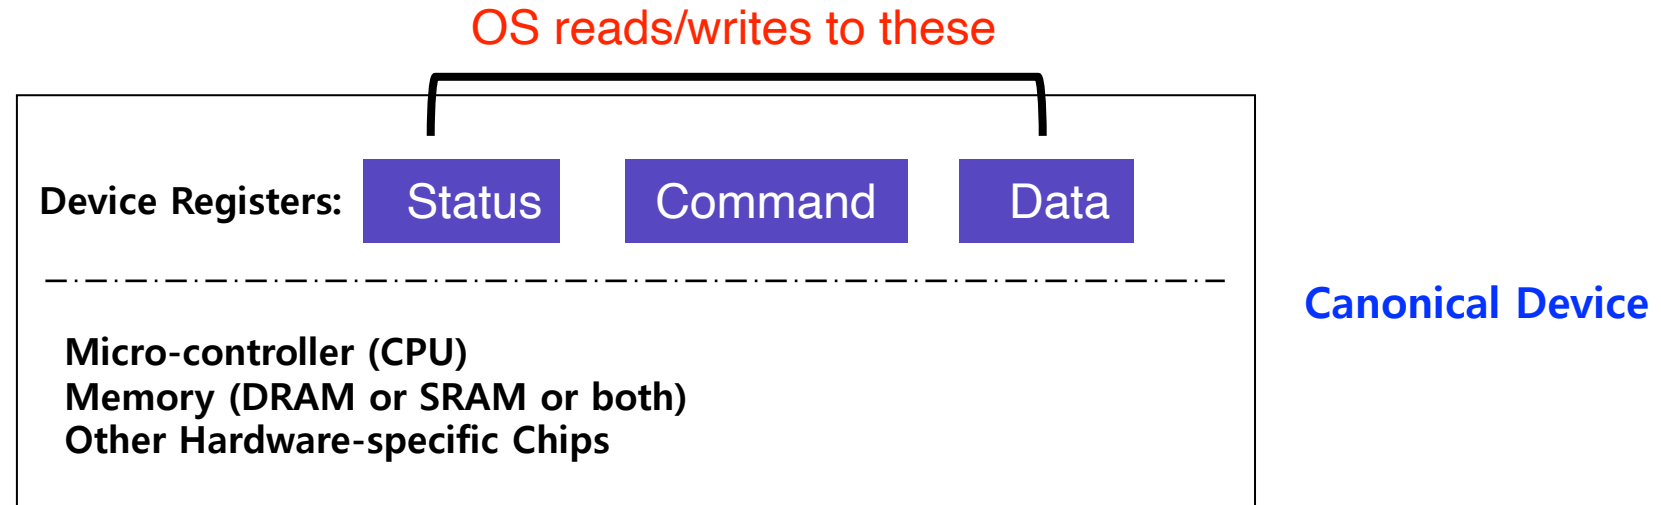 OS reads/writes to these
Device Registers: Status Command Data
Canonical Device
Micro-controller (CPU)
Memory (DRAM or SRAM or both)
Other Hardware-specific Chips